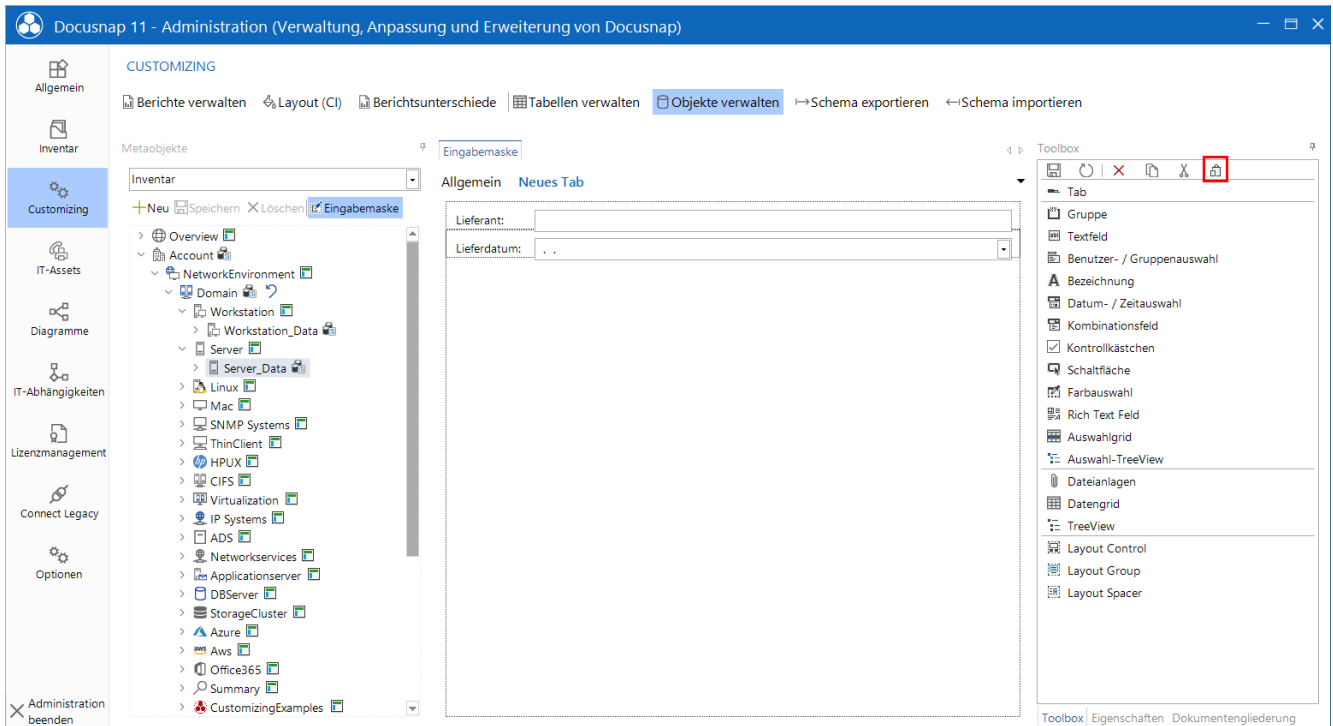 Docusnap 11 - Administration (Verwaltung, Anpassung und Erweiterung von Docusnap)
Allgemein
Inventar
Customizing
IT-Assets
Diagramme
IT-Abhängigkeiten
Lizenzmanagement
Connect Legacy
Optionen
Administration
beenden
CUSTOMIZING
Berichte verwalten Layout (CI) Berichtsunterschiede Tabellen verwalten Objekte verwalten Schema exportieren Schema importieren
Metaobjekte
Inventar
Neu Speichern Löschen Eingabemaske
Overview
Account
NetworkEnvironment
Domain
Workstation
Workstation_Data
Server
Server_Data
Linux
Mac
SNMP Systems
ThinClient
HPUX
CIFS
Virtualization
IP Systems
ADS
Networkservices
Applicationserver
DBServer
StorageCluster
Azure
aws Aws
Office365
Summary
CustomizingExamples
Eingabemaske
Allgemein Neues Tab
Lieferant:
Lieferdatum: . .
Toolbox
Tab
Gruppe
Textfeld
Benutzer- / Gruppenauswahl
Bezeichnung
Datum- / Zeitauswahl
Kombinationsfeld
Kontrollkästchen
Schaltfläche
Farbauswahl
Rich Text Feld
Auswahlgrid
Auswahl-TreeView
Dateianlagen
Datengrid
TreeView
Layout Control
Layout Group
Layout Spacer
Toolbox Eigenschaften Dokumentengliederung